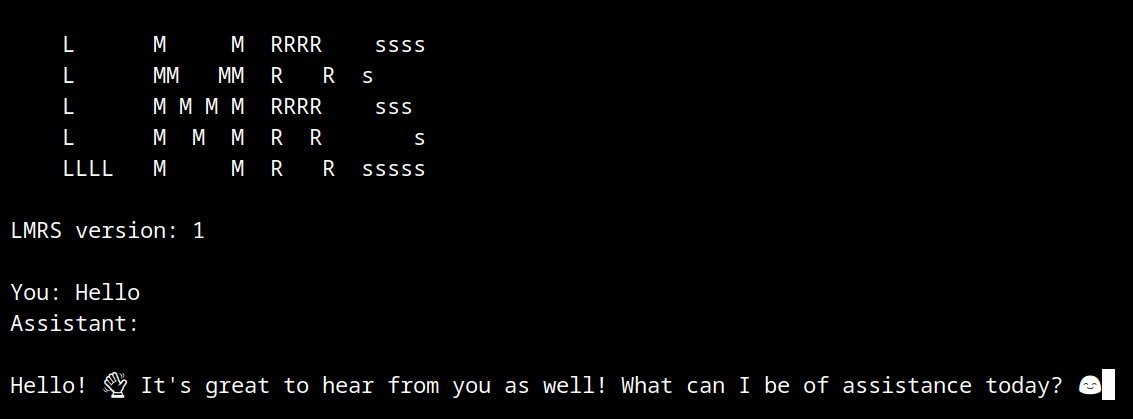 L      M     M  RRRR    ssss
    L      MM   MM  R   R  s
    L      M M M M  RRRR    sss
    L      M  M  M  R  R       s
    LLLL   M     M  R   R  sssss
LMRS version: 1
You: Hello
Assistant:
Hello! 👋 It's great to hear from you as well! What can I be of assistance today? 😊